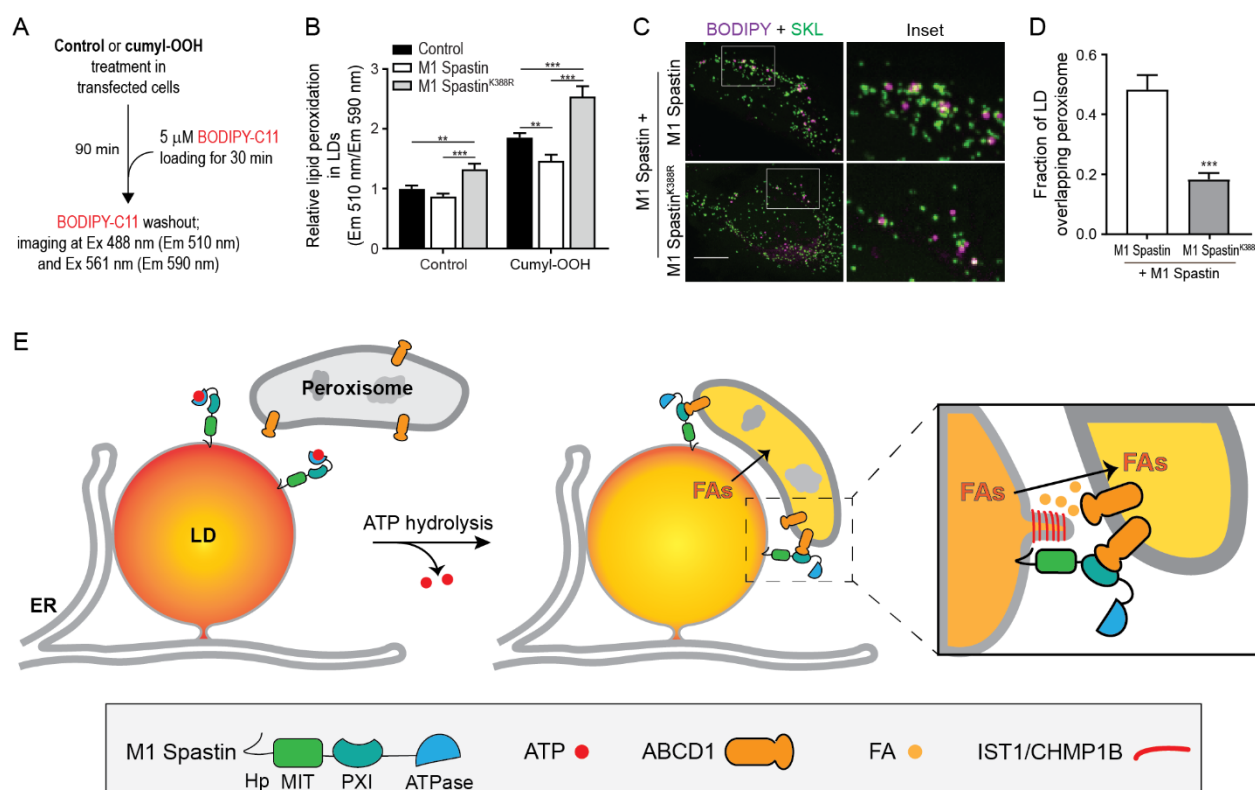 A
Control or cumyl-OOH
treatment in
transfected cells
90 min
5 μM BODIPY-C11
loading for 30 min
BODIPY-C11 washout;
imaging at Ex 488 nm (Em 510 nm)
and Ex 561 nm (Em 590 nm)
B
Relative lipid peroxidation
in LDs
(Em 510 nm/Em 590 nm)
3
2
1
0
Control
M1 Spastin
M1 Spastin^K388R
**
***
***
**
***
Control
Cumyl-OOH
C
BODIPY + SKL
Inset
M1 Spastin +
M1 Spastin
M1 Spastin^K388R
D
Fraction of LD
overlapping peroxisome
0.6
0.4
0.2
0.0
***
M1 Spastin
M1 Spastin^K388
+ M1 Spastin
E
Peroxisome
LD
ER
ATP hydrolysis
FAs
FAs
FAs
M1 Spastin
Hp
MIT
PXI
ATPase
ATP
ABCD1
FA
IST1/CHMP1B